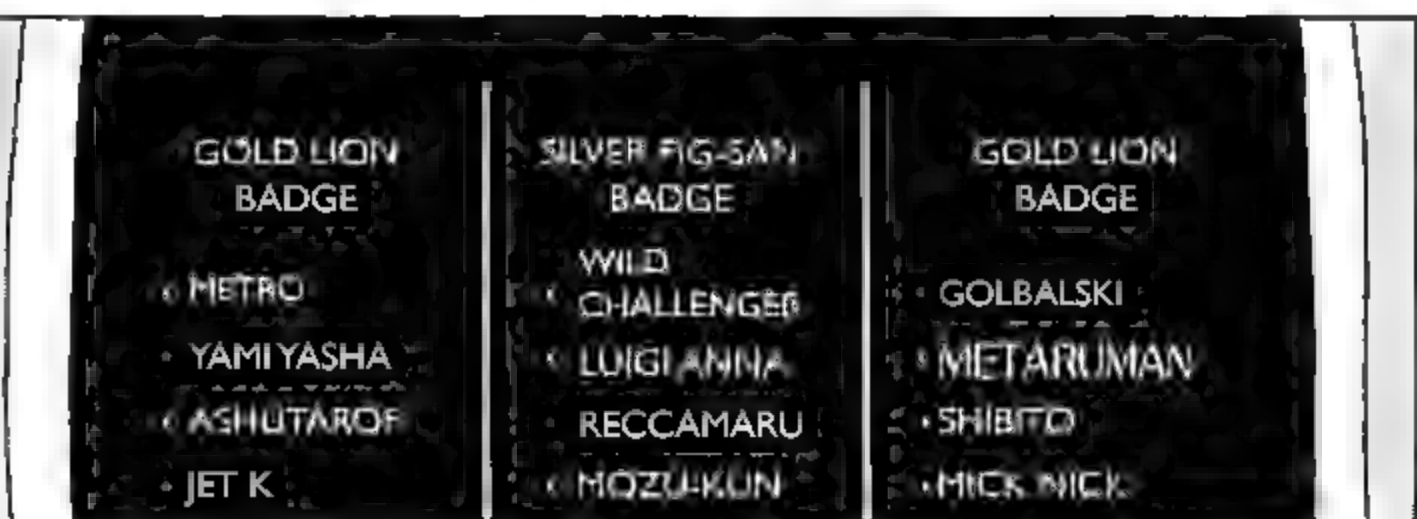 GOLD LION
BADGE
METRO
YAMI YASHA
ASHUTAROF
JET K
SILVER FIG-SAN
BADGE
WILD
CHALLENGER
LUIGI ANNA
RECCAMARU
MOZU-KUN
GOLD LION
BADGE
GOLBALSKI
METARUMAN
SHIBITO
MICK NICK